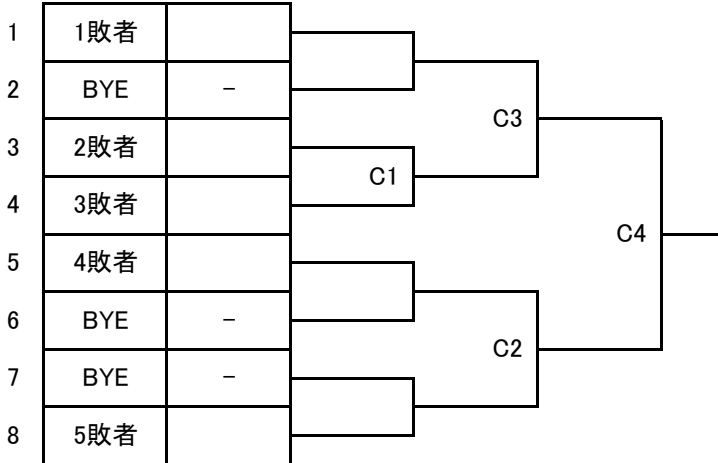 1 1敗者
2 BYE -
C3
3 2敗者
C1
4 3敗者
C4
5 4敗者
6 BYE -
C2
7 BYE -
8 5敗者